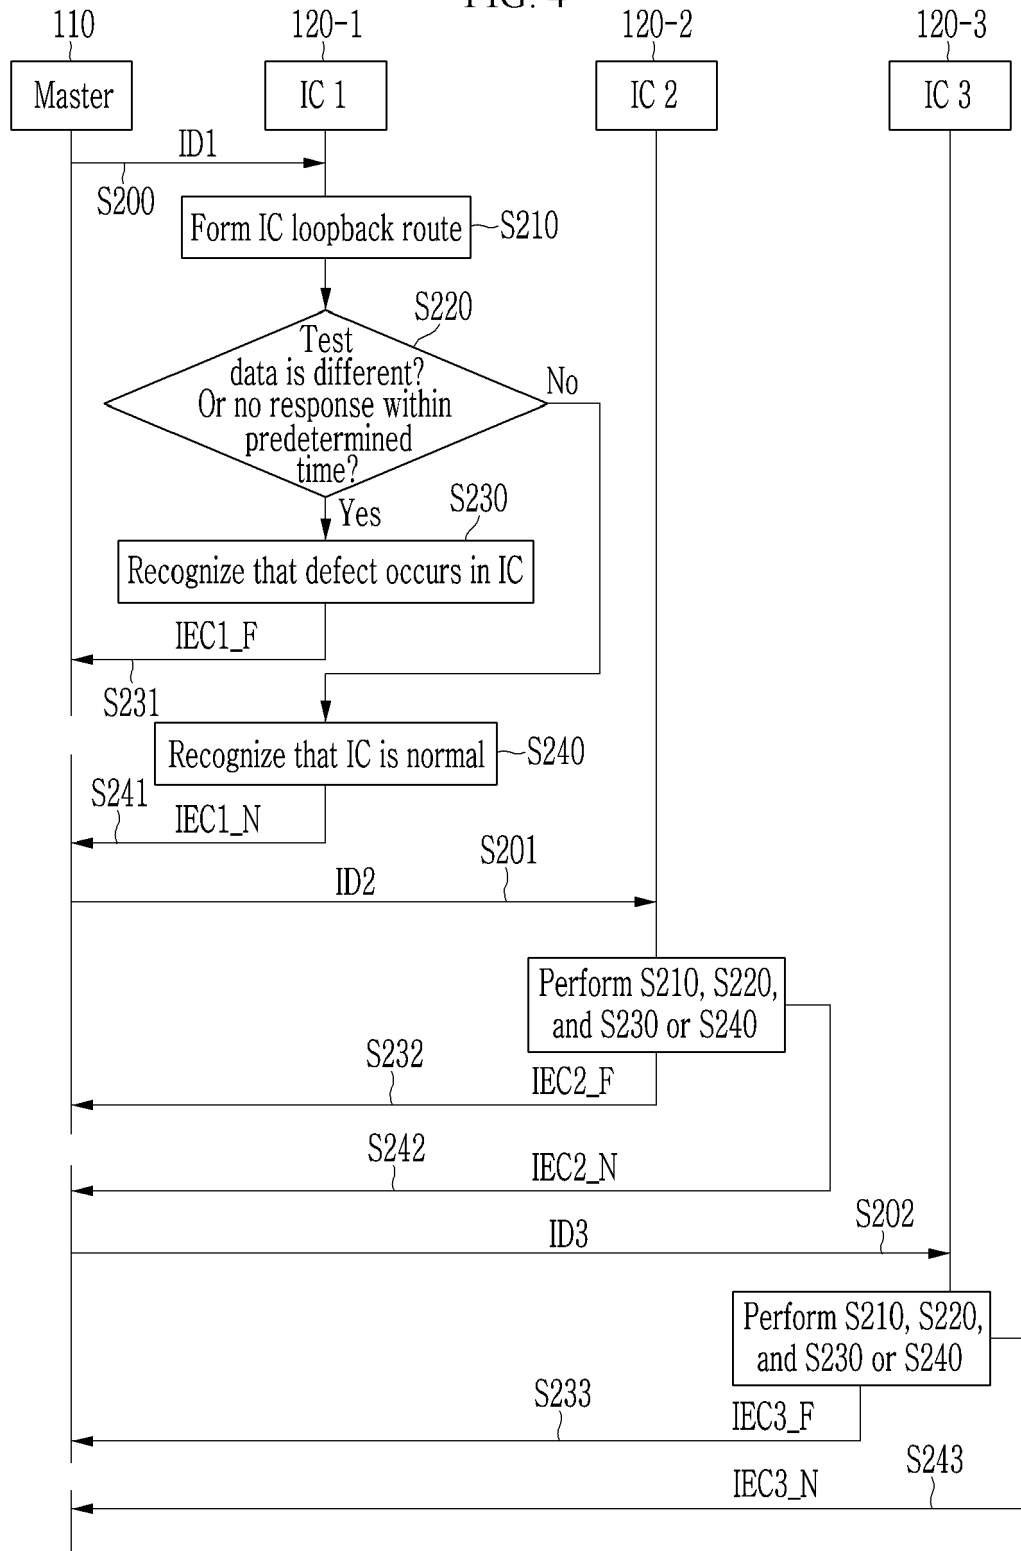 FIG. 4
110
120-1
120-2
120-3
Master
IC 1
IC 2
IC 3
ID1
S200
Form IC loopback route
S210
S220
Test
data is different?
Or no response within
predetermined
time?
No
Yes
S230
Recognize that defect occurs in IC
IEC1_F
S231
Recognize that IC is normal
S240
S241
IEC1_N
S201
ID2
Perform S210, S220,
and S230 or S240
S232
IEC2_F
S242
IEC2_N
S202
ID3
Perform S210, S220,
and S230 or S240
S233
IEC3_F
S243
IEC3_N